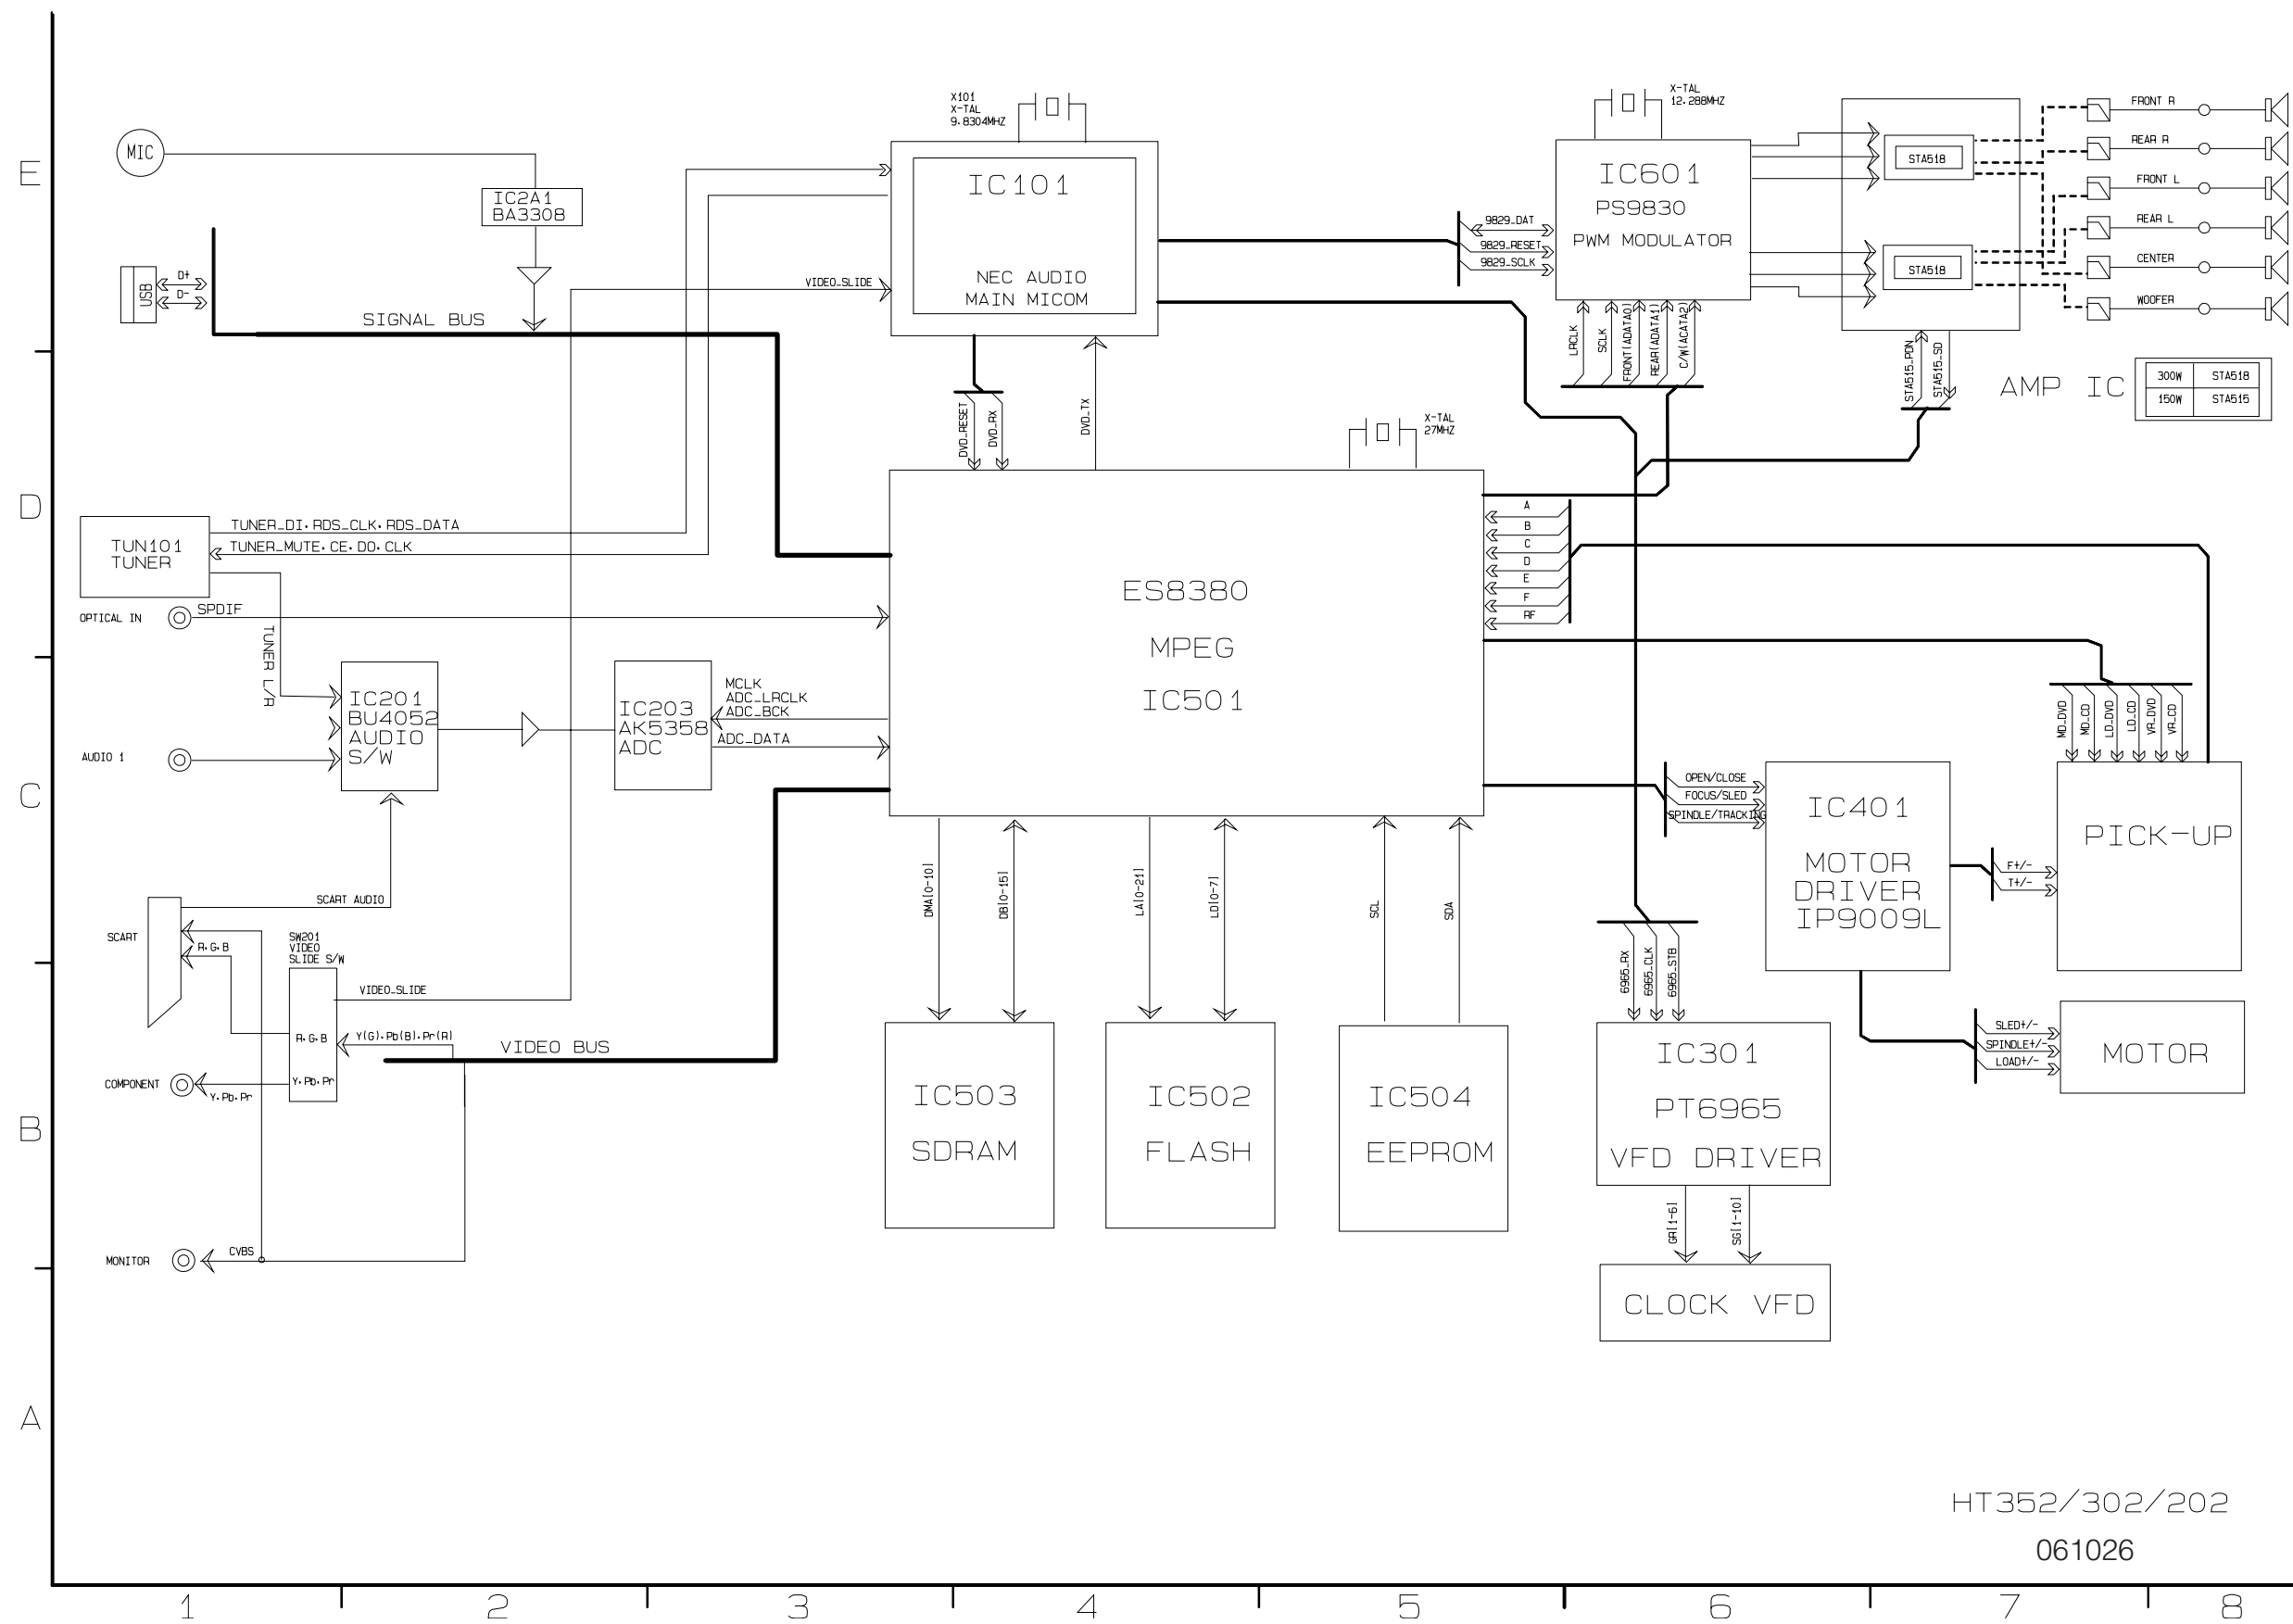 X101
X-TAL
9.8304MHZ
X-TAL
12.288MHZ
MIC
IC2A1
BA3308
IC101
NEC AUDIO
MAIN MICOM
VIDEO_SLIDE
IC601
PS9830
PWM MODULATOR
9829_DAT
9829_RESET
9829_SCLK
STA518
STA518
FRONT R
REAR R
FRONT L
REAR L
CENTER
WOOFER
E
USB
D+
D-
SIGNAL BUS
LRCLK
SCLK
FRONT(ADATA0)
REAR(ADATA1)
C/W(ACATA2)
STA515_PDN
STA515_SD
AMP IC
300W STA518
150W STA515
DVD_RESET
DVD_RX
DVD_TX
X-TAL
27MHZ
D
TUN101
TUNER
TUNER_DI.RDS_CLK.RDS_DATA
TUNER_MUTE.CE.DO.CLK
OPTICAL IN
SPDIF
TUNER L/R
ES8380
MPEG
IC501
A
B
C
D
E
F
RF
IC201
BU4052
AUDIO
S/W
IC203
AK5358
ADC
MCLK
ADC_LRCLK
ADC_BCK
ADC_DATA
AUDIO 1
MD_DVD
MD_CD
LD_DVD
LD_CD
VR_DVD
VR_CD
C
OPEN/CLOSE
FOCUS/SLED
SPINDLE/TRACKING
IC401
MOTOR
DRIVER
IP9009L
PICK-UP
F+/-
T+/-
SCART AUDIO
SCART
R.G.B
SW201
VIDEO
SLIDE S/W
VIDEO_SLIDE
R.G.B
Y(G).Pb(B).Pr(R)
VIDEO BUS
COMPONENT
Y.Pb.Pr
Y.Pb.Pr
DMA[0-10]
DB[0-15]
LA[0-21]
LD[0-7]
SCL
SDA
6965_RX
6965_CLK
6965_STB
SLED+/-
SPINDLE+/-
LOAD+/-
MOTOR
B
IC503
SDRAM
IC502
FLASH
IC504
EEPROM
IC301
PT6965
VFD DRIVER
GR[1-6]
SG[1-10]
MONITOR
CVBS
CLOCK VFD
A
HT352/302/202
061026
1 2 3 4 5 6 7 8